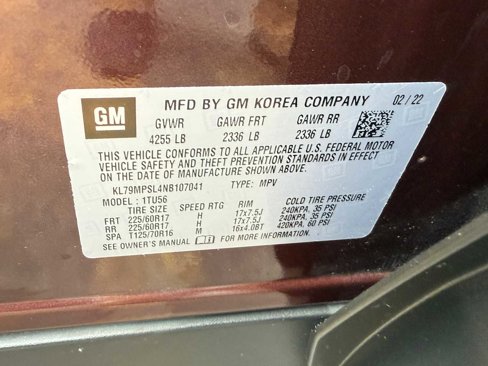 GM MFD BY GM KOREA COMPANY 02/22
GVWR GAWR FRT GAWR RR
4255 LB 2336 LB 2336 LB
THIS VEHICLE CONFORMS TO ALL APPLICABLE U.S. FEDERAL MOTOR
VEHICLE SAFETY AND THEFT PREVENTION STANDARDS IN EFFECT
ON THE DATE OF MANUFACTURE SHOWN ABOVE.
KL79MPSL4NB107041 TYPE: MPV
MODEL: 1TU56
TIRE SIZE SPEED RTG RIM COLD TIRE PRESSURE
FRT 225/60R17 H 17x7.5J 240KPA, 35 PSI
RR 225/60R17 H 17x7.5J 240KPA, 35 PSI
SPA T125/70R16 M 16x4.0BT 420KPA, 60 PSI
SEE OWNER'S MANUAL FOR MORE INFORMATION.